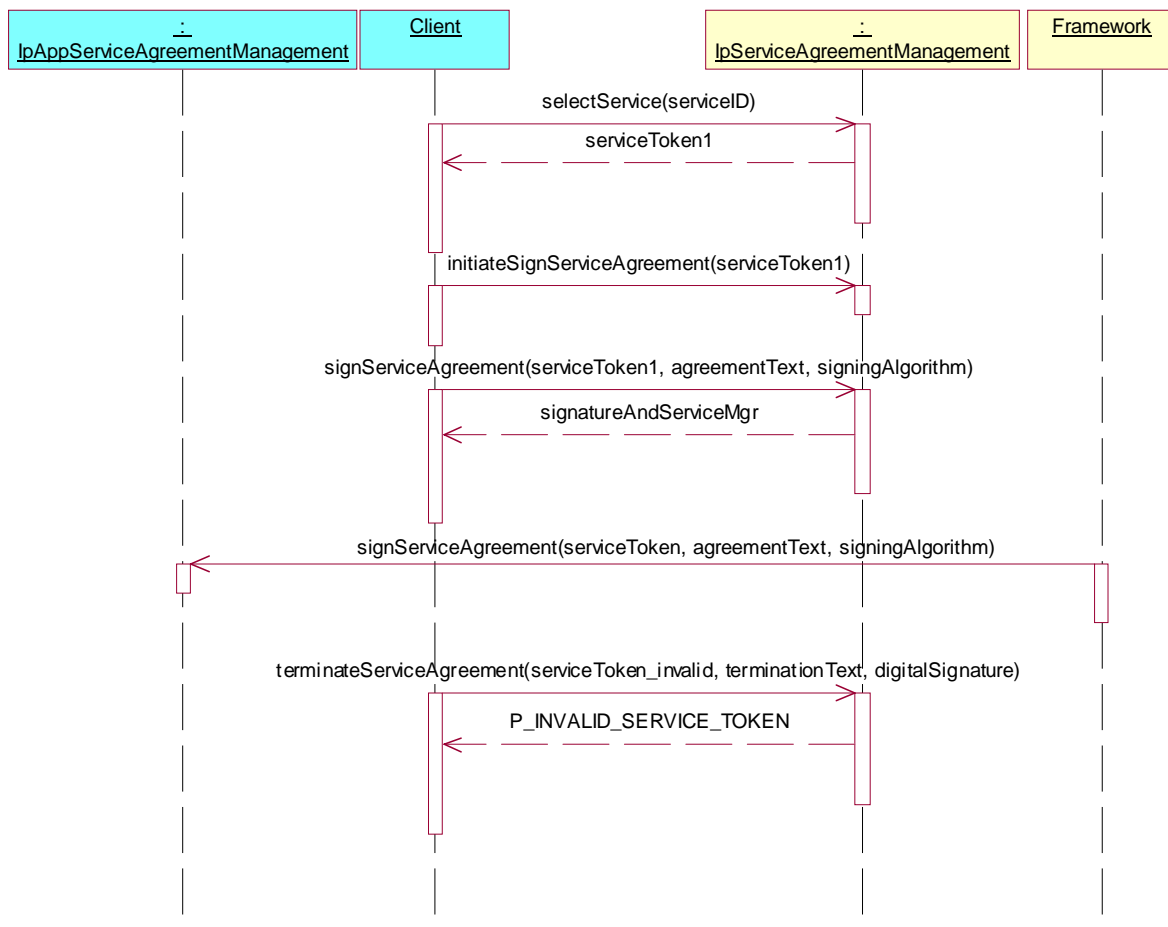 :
IpAppServiceAgreementManagement
Client
:
IpServiceAgreementManagement
Framework
selectService(serviceID)
serviceToken1
initiateSignServiceAgreement(serviceToken1)
signServiceAgreement(serviceToken1, agreementText, signingAlgorithm)
signatureAndServiceMgr
signServiceAgreement(serviceToken, agreementText, signingAlgorithm)
terminateServiceAgreement(serviceToken_invalid, terminationText, digitalSignature)
P_INVALID_SERVICE_TOKEN